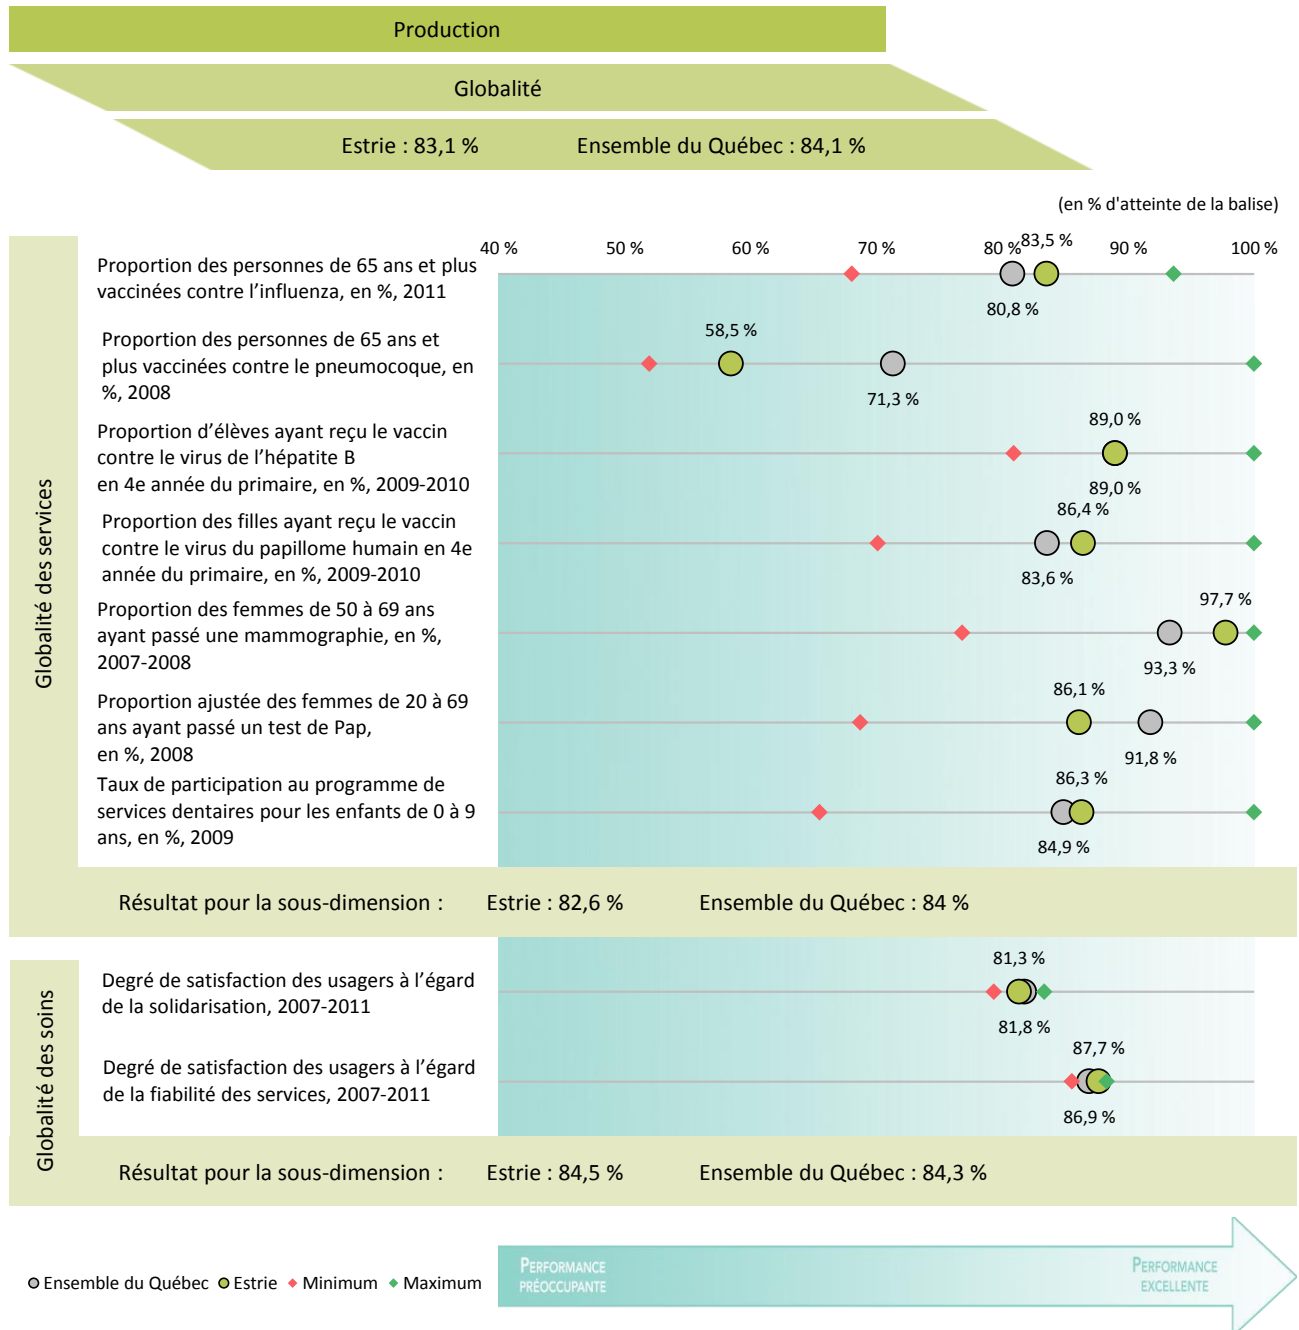 Production
Globalité
Estrie : 83,1 % Ensemble du Québec : 84,1 %
(en % d'atteinte de la balise)
40 % 50 % 60 % 70 % 80 % 90 % 100 %
Globalité des services
Proportion des personnes de 65 ans et plus
vaccinées contre l’influenza, en %, 2011
83,5 %
80,8 %
Proportion des personnes de 65 ans et
plus vaccinées contre le pneumocoque, en
%, 2008
58,5 %
71,3 %
Proportion d’élèves ayant reçu le vaccin
contre le virus de l’hépatite B
en 4e année du primaire, en %, 2009-2010
89,0 %
89,0 %
Proportion des filles ayant reçu le vaccin
contre le virus du papillome humain en 4e
année du primaire, en %, 2009-2010
86,4 %
83,6 %
Proportion des femmes de 50 à 69 ans
ayant passé une mammographie, en %,
2007-2008
97,7 %
93,3 %
Proportion ajustée des femmes de 20 à 69
ans ayant passé un test de Pap,
en %, 2008
86,1 %
91,8 %
Taux de participation au programme de
services dentaires pour les enfants de 0 à 9
ans, en %, 2009
86,3 %
84,9 %
Résultat pour la sous-dimension : Estrie : 82,6 % Ensemble du Québec : 84 %
Globalité des soins
Degré de satisfaction des usagers à l’égard
de la solidarisation, 2007-2011
81,3 %
81,8 %
Degré de satisfaction des usagers à l’égard
de la fiabilité des services, 2007-2011
87,7 %
86,9 %
Résultat pour la sous-dimension : Estrie : 84,5 % Ensemble du Québec : 84,3 %
Ensemble du Québec Estrie Minimum Maximum
PERFORMANCE
PRÉOCCUPANTE
PERFORMANCE
EXCELLENTE